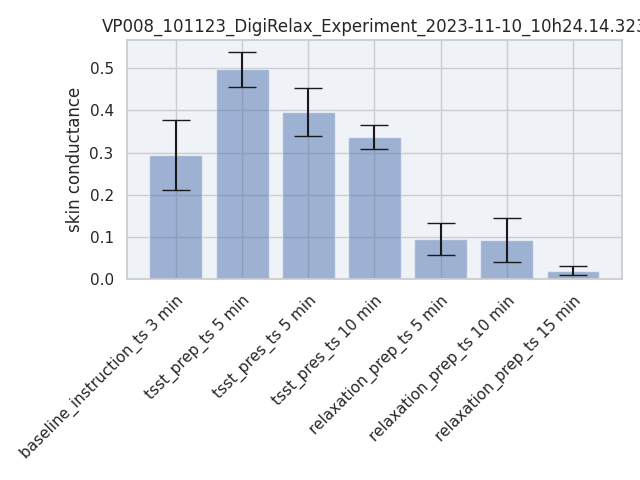 VP008_101123_DigiRelax_Experiment_2023-11-10_10h24.14.323
skin conductance
0.5
0.4
0.3
0.2
0.1
0.0
baseline_instruction_ts 3 min
tsst_prep_ts 5 min
tsst_pres_ts 5 min
tsst_pres_ts 10 min
relaxation_prep_ts 5 min
relaxation_prep_ts 10 min
relaxation_prep_ts 15 min